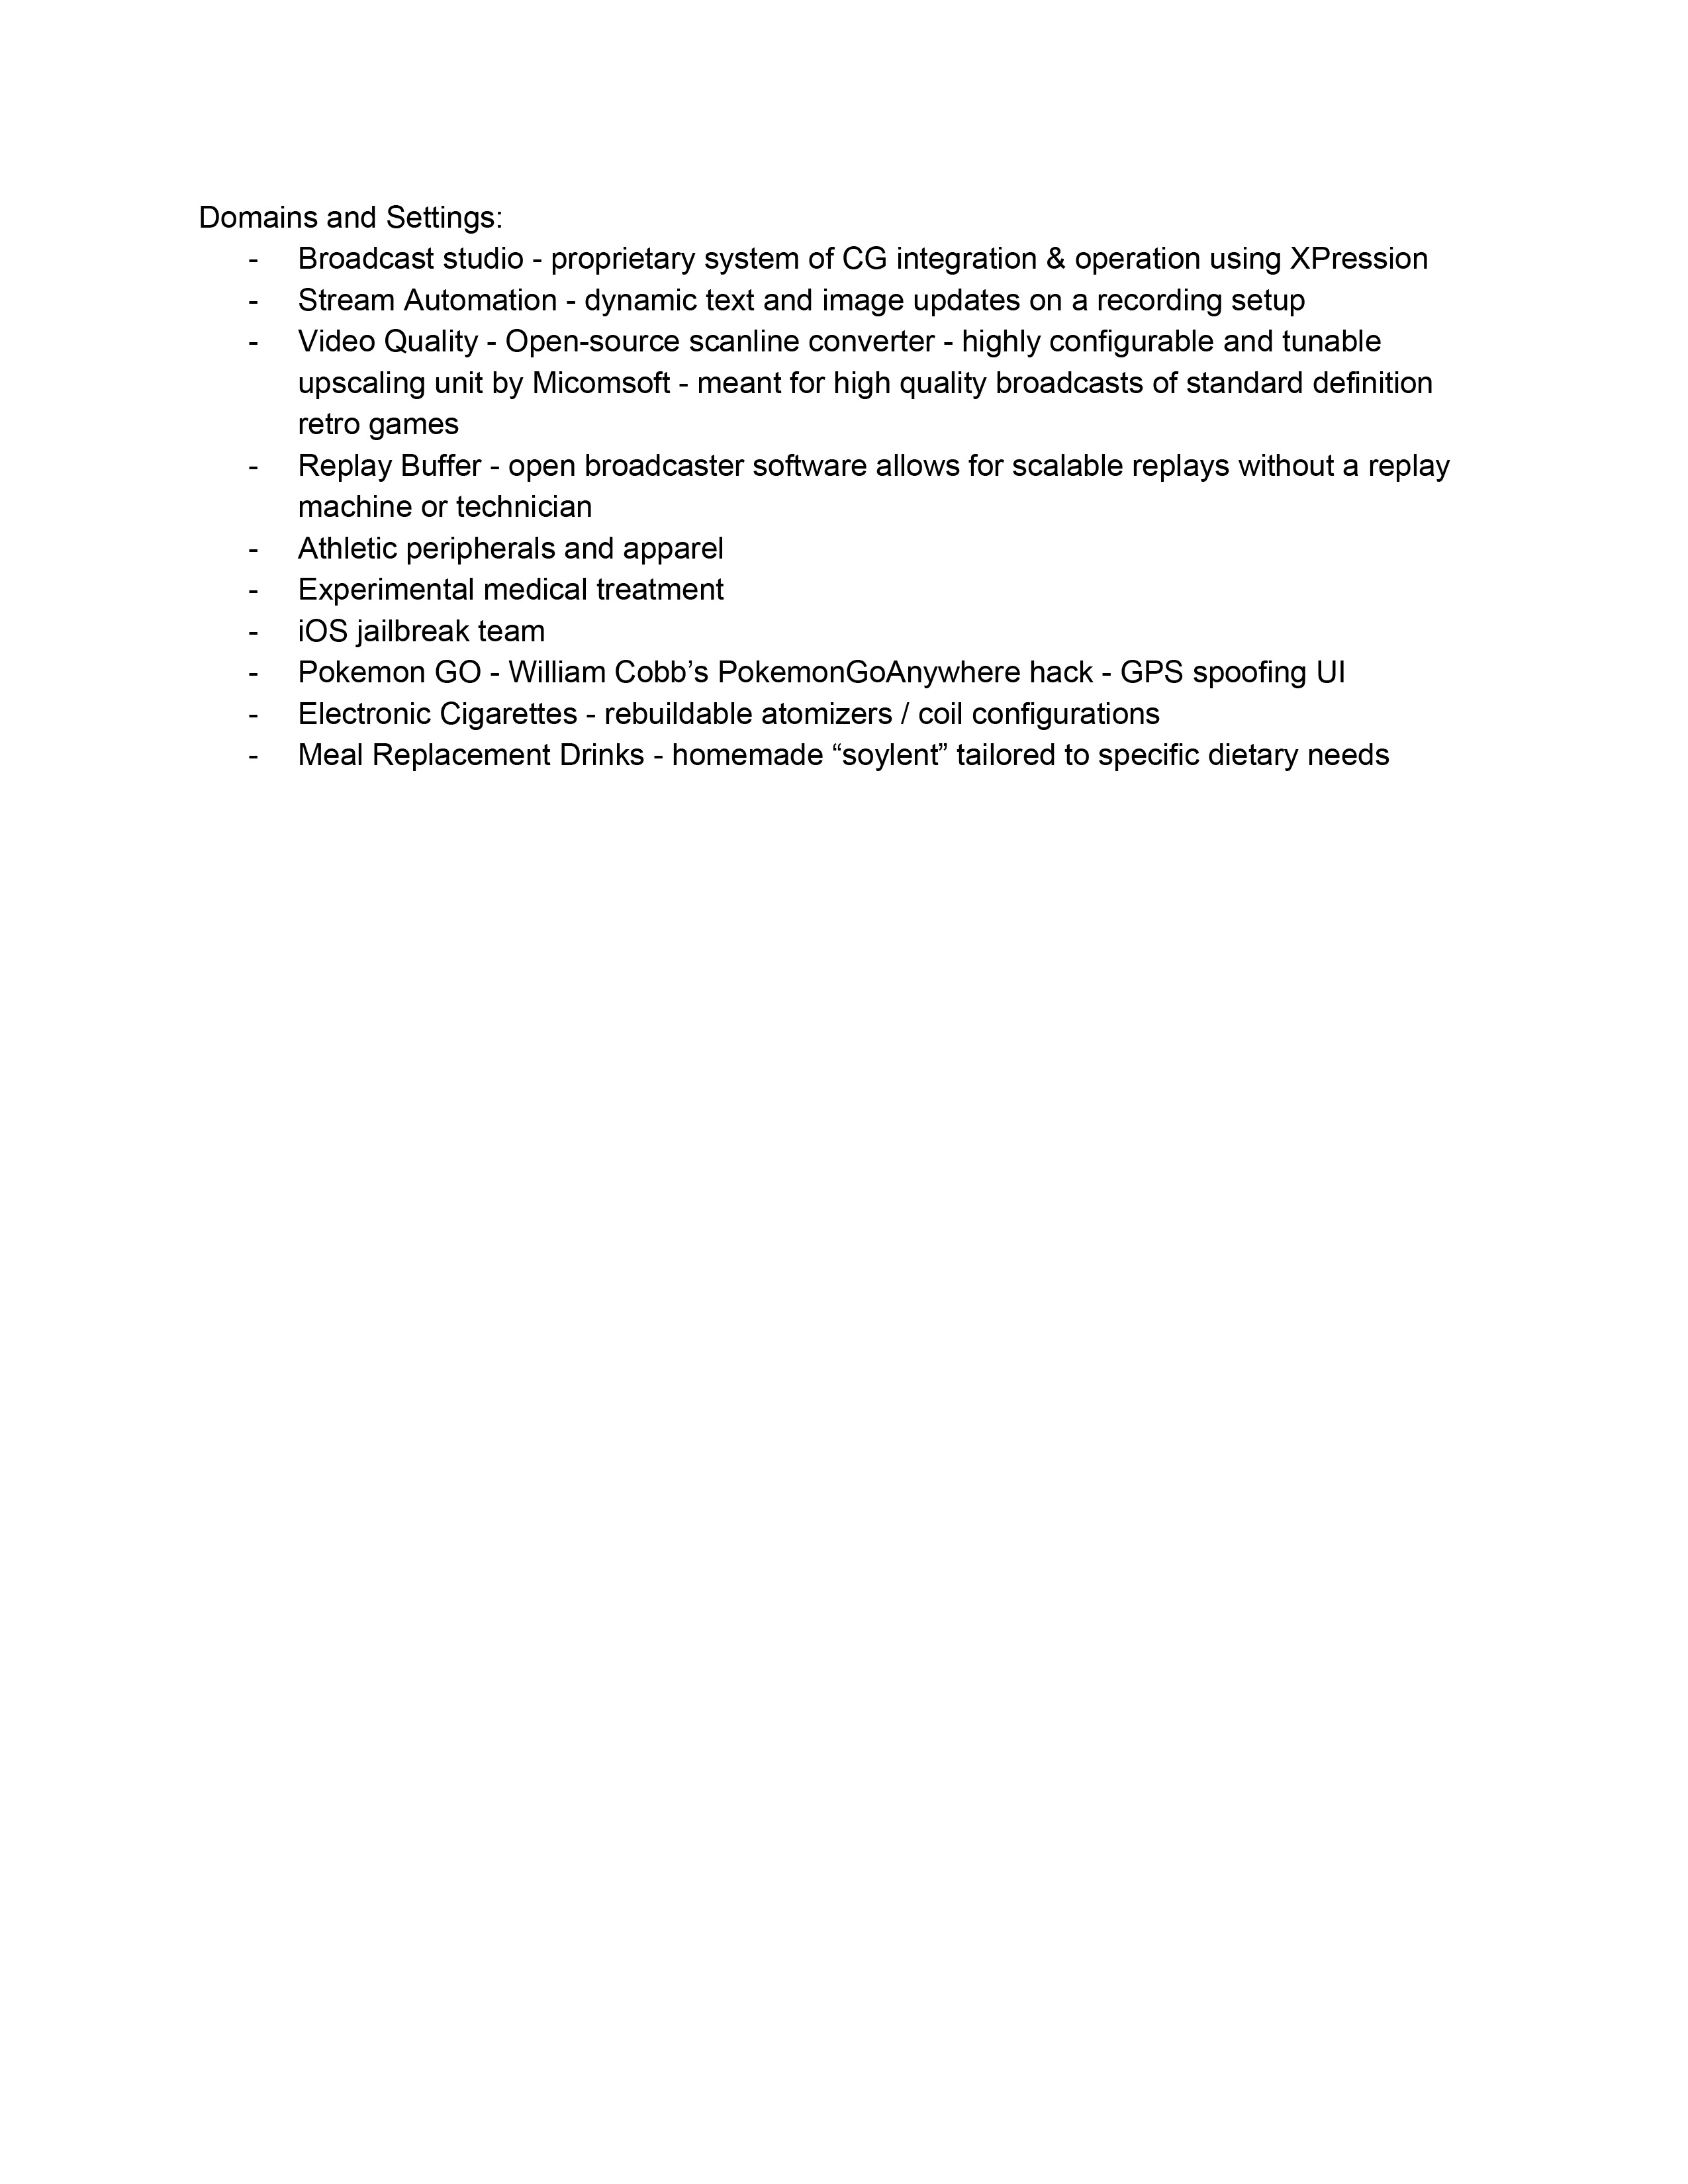 Domains and Settings:
- Broadcast studio - proprietary system of CG integration & operation using XPression
- Stream Automation - dynamic text and image updates on a recording setup
- Video Quality - Open-source scanline converter - highly configurable and tunable
upscaling unit by Micomsoft - meant for high quality broadcasts of standard definition
retro games
- Replay Buffer - open broadcaster software allows for scalable replays without a replay
machine or technician
- Athletic peripherals and apparel
- Experimental medical treatment
- iOS jailbreak team
- Pokemon GO - William Cobb’s PokemonGoAnywhere hack - GPS spoofing UI
- Electronic Cigarettes - rebuildable atomizers / coil configurations
- Meal Replacement Drinks - homemade “soylent” tailored to specific dietary needs